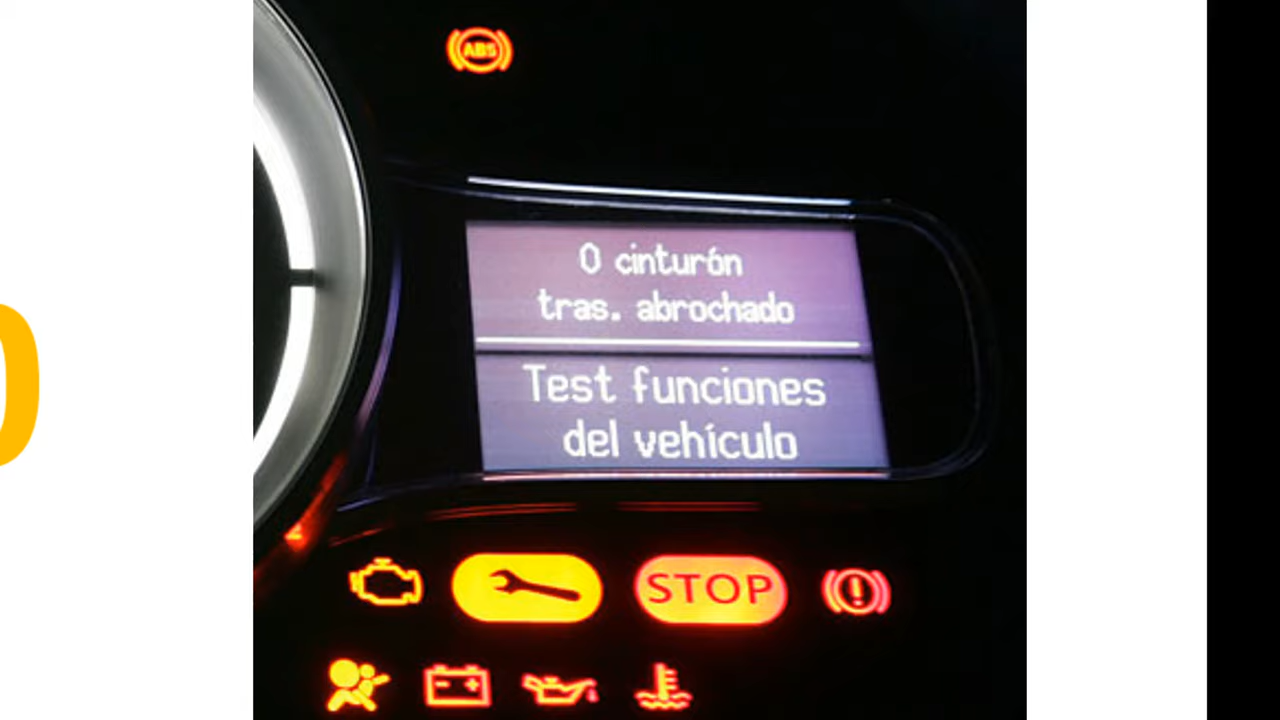 ABS
0 cinturón
tras. abrochado
Test funciones
del vehículo
STOP